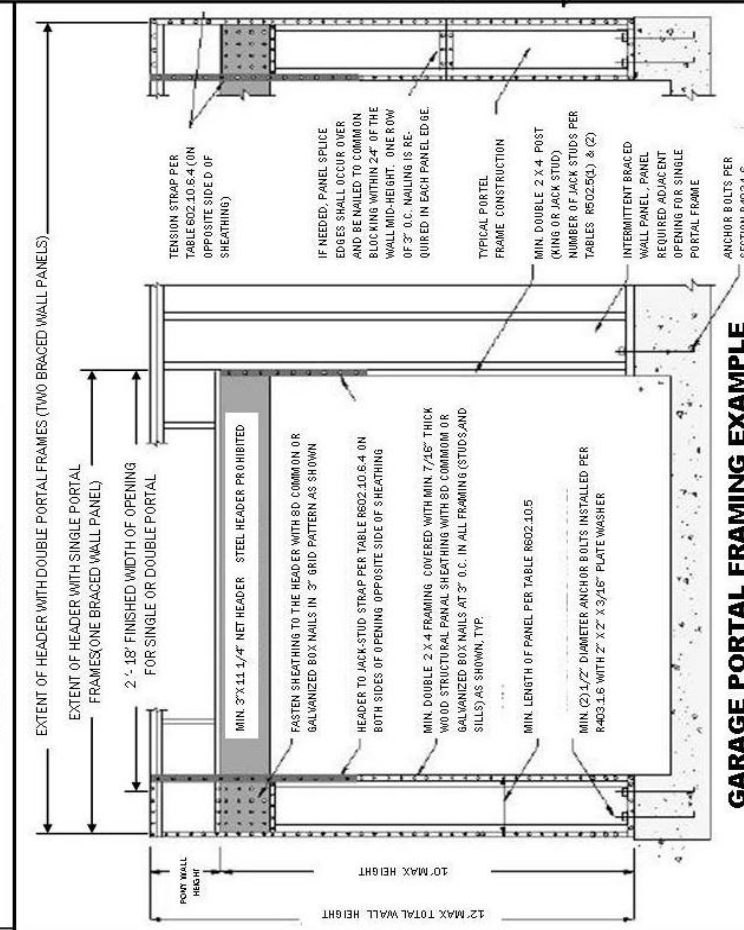 EXTENT OF HEADER WITH DOUBLE PORTAL FRAMES (TWO BRACED WALL PANELS)
EXTENT OF HEADER WITH SINGLE PORTAL
FRAMES(ONE BRACED WALL PANEL)
2'- 18' FINISHED WIDTH OF OPENING
FOR SINGLE OR DOUBLE PORTAL
PONY WALL
HEIGHT
10' MAX HEIGHT
12' MAX TOTAL WALL HEIGHT
MIN. 3"X11 1/4" NET HEADER STEEL HEADER PROHIBITED
FASTEN SHEATHING TO THE HEADER WITH 8D COMMON OR
GALVANIZED BOX NAILS IN 3" GRID PATTERN AS SHOWN
HEADER TO JACK-STUD STRAP PER TABLE R602.10.6.4 ON
BOTH SIDES OF OPENING OPPOSITE SIDE OF SHEATHING
MIN. DOUBLE 2 X 4 FRAMING COVERED WITH MIN. 7/16" THICK
WOOD STRUCTURAL PANAL SHEATHING WITH 8D COMMOM OR
GALVANIZED BOX NAILS AT 3" O.C. IN ALL FRAMING (STUDS,AND
SILLS) AS SHOWN, TYP.
MIN. LENGTH OF PANEL PER TABLE R602.10.5
MIN. (2) 1/2" DIAMETER ANCHOR BOLTS INSTALLED PER
R403.1.6 WITH 2" X 2" X 3/16" PLATE WASHER
TENSION STRAP PER
TABLE 602.10.6.4 (ON
OPPOSITE SIDE D OF
SHEATHING)
IF NEEDED, PANEL SPLICE
EDGES SHALL OCCUR OVER
AND BE NAILED TO COMMON
BLOCKING WITHIN 24" OF THE
WALL MID-HEIGHT. ONE ROW
OF 3" O.C. NAILING IS RE-
QUIRED IN EACH PANEL EDGE.
TYPICAL PORTEL
FRAME CONSTRUCTION
MIN. DOUBLE 2 X 4 POST
(KING OR JACK STUD)
NUMBER OF JACK STUDS PER
TABLES R502.5(1) & (2)
INTERMITTENT BRACED
WALL PANEL, PANEL
REQUIRED ADJACENT
OPENING FOR SINGLE
PORTAL FRAME
ANCHOR BOLTS PER
GARAGE PORTAL FRAMING EXAMPLE